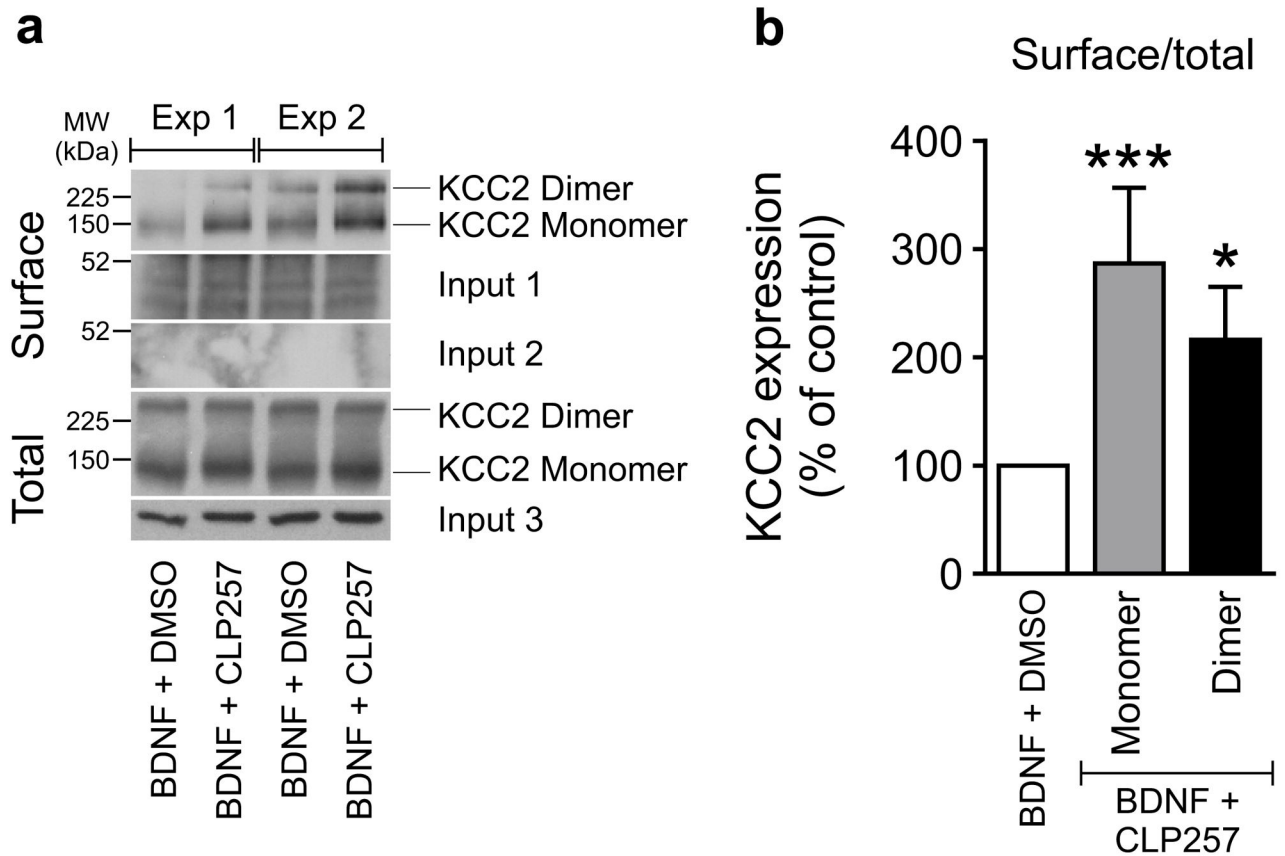 a
MW
(kDa)
Exp 1
Exp 2
Surface
225
150
KCC2 Dimer
KCC2 Monomer
52
Input 1
52
Input 2
Total
225
150
KCC2 Dimer
KCC2 Monomer
Input 3
BDNF + DMSO
BDNF + CLP257
BDNF + DMSO
BDNF + CLP257
b
Surface/total
KCC2 expression
(% of control)
400
300
200
100
0
***
*
BDNF + DMSO
Monomer
Dimer
BDNF +
CLP257